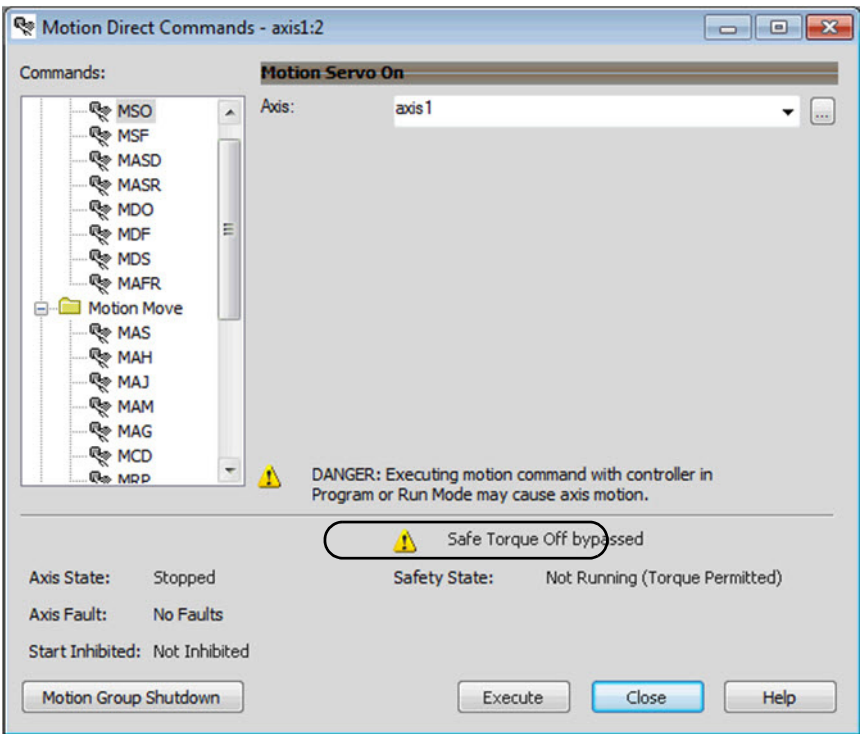 Motion Direct Commands - axis1:2
Commands:
MSO
MSF
MASD
MASR
MDO
MDF
MDS
MAFR
Motion Move
MAS
MAH
MAJ
MAM
MAG
MCD
MRP
Motion Servo On
Axis:
axis1
...
DANGER: Executing motion command with controller in
Program or Run Mode may cause axis motion.
Safe Torque Off bypassed
Axis State: Stopped
Safety State: Not Running (Torque Permitted)
Axis Fault: No Faults
Start Inhibited: Not Inhibited
Motion Group Shutdown
Execute
Close
Help